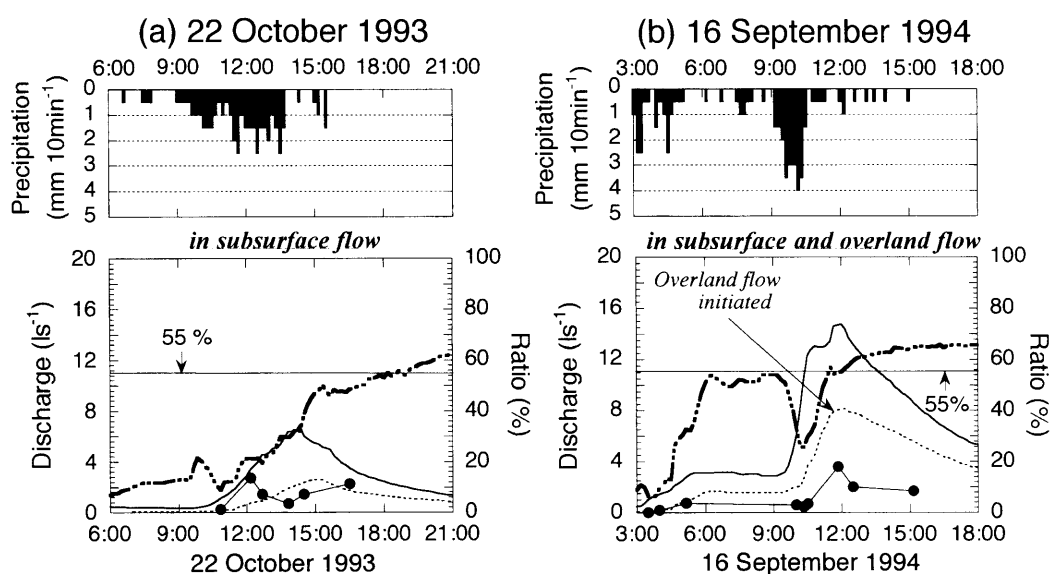 (a) 22 October 1993
6:00 9:00 12:00 15:00 18:00 21:00
Precipitation
(mm 10min-1)
0
1
2
3
4
5
in subsurface flow
Discharge (ls-1)
20
16
12
8
4
0
55 %
100
80
60
40
20
0
Ratio (%)
6:00 9:00 12:00 15:00 18:00 21:00
22 October 1993
(b) 16 September 1994
3:00 6:00 9:00 12:00 15:00 18:00
Precipitation
(mm 10min-1)
0
1
2
3
4
5
in subsurface and overland flow
Discharge (ls-1)
20
16
12
8
4
0
Overland flow
initiated
55%
100
80
60
40
20
0
Ratio (%)
3:00 6:00 9:00 12:00 15:00 18:00
16 September 1994